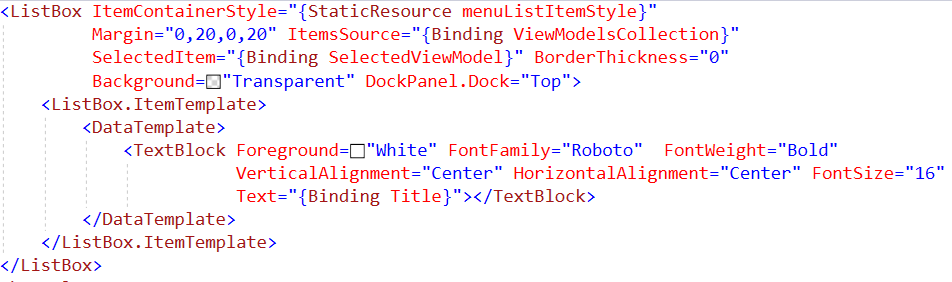 <ListBox ItemContainerStyle="{StaticResource menuListItemStyle}"
Margin="0,20,0,20" ItemsSource="{Binding ViewModelsCollection}"
SelectedItem="{Binding SelectedViewModel}" BorderThickness="0"
Background="Transparent" DockPanel.Dock="Top">
<ListBox.ItemTemplate>
<DataTemplate>
<TextBlock Foreground="White" FontFamily="Roboto"  FontWeight="Bold"
VerticalAlignment="Center" HorizontalAlignment="Center" FontSize="16"
Text="{Binding Title}"></TextBlock>
</DataTemplate>
</ListBox.ItemTemplate>
</ListBox>